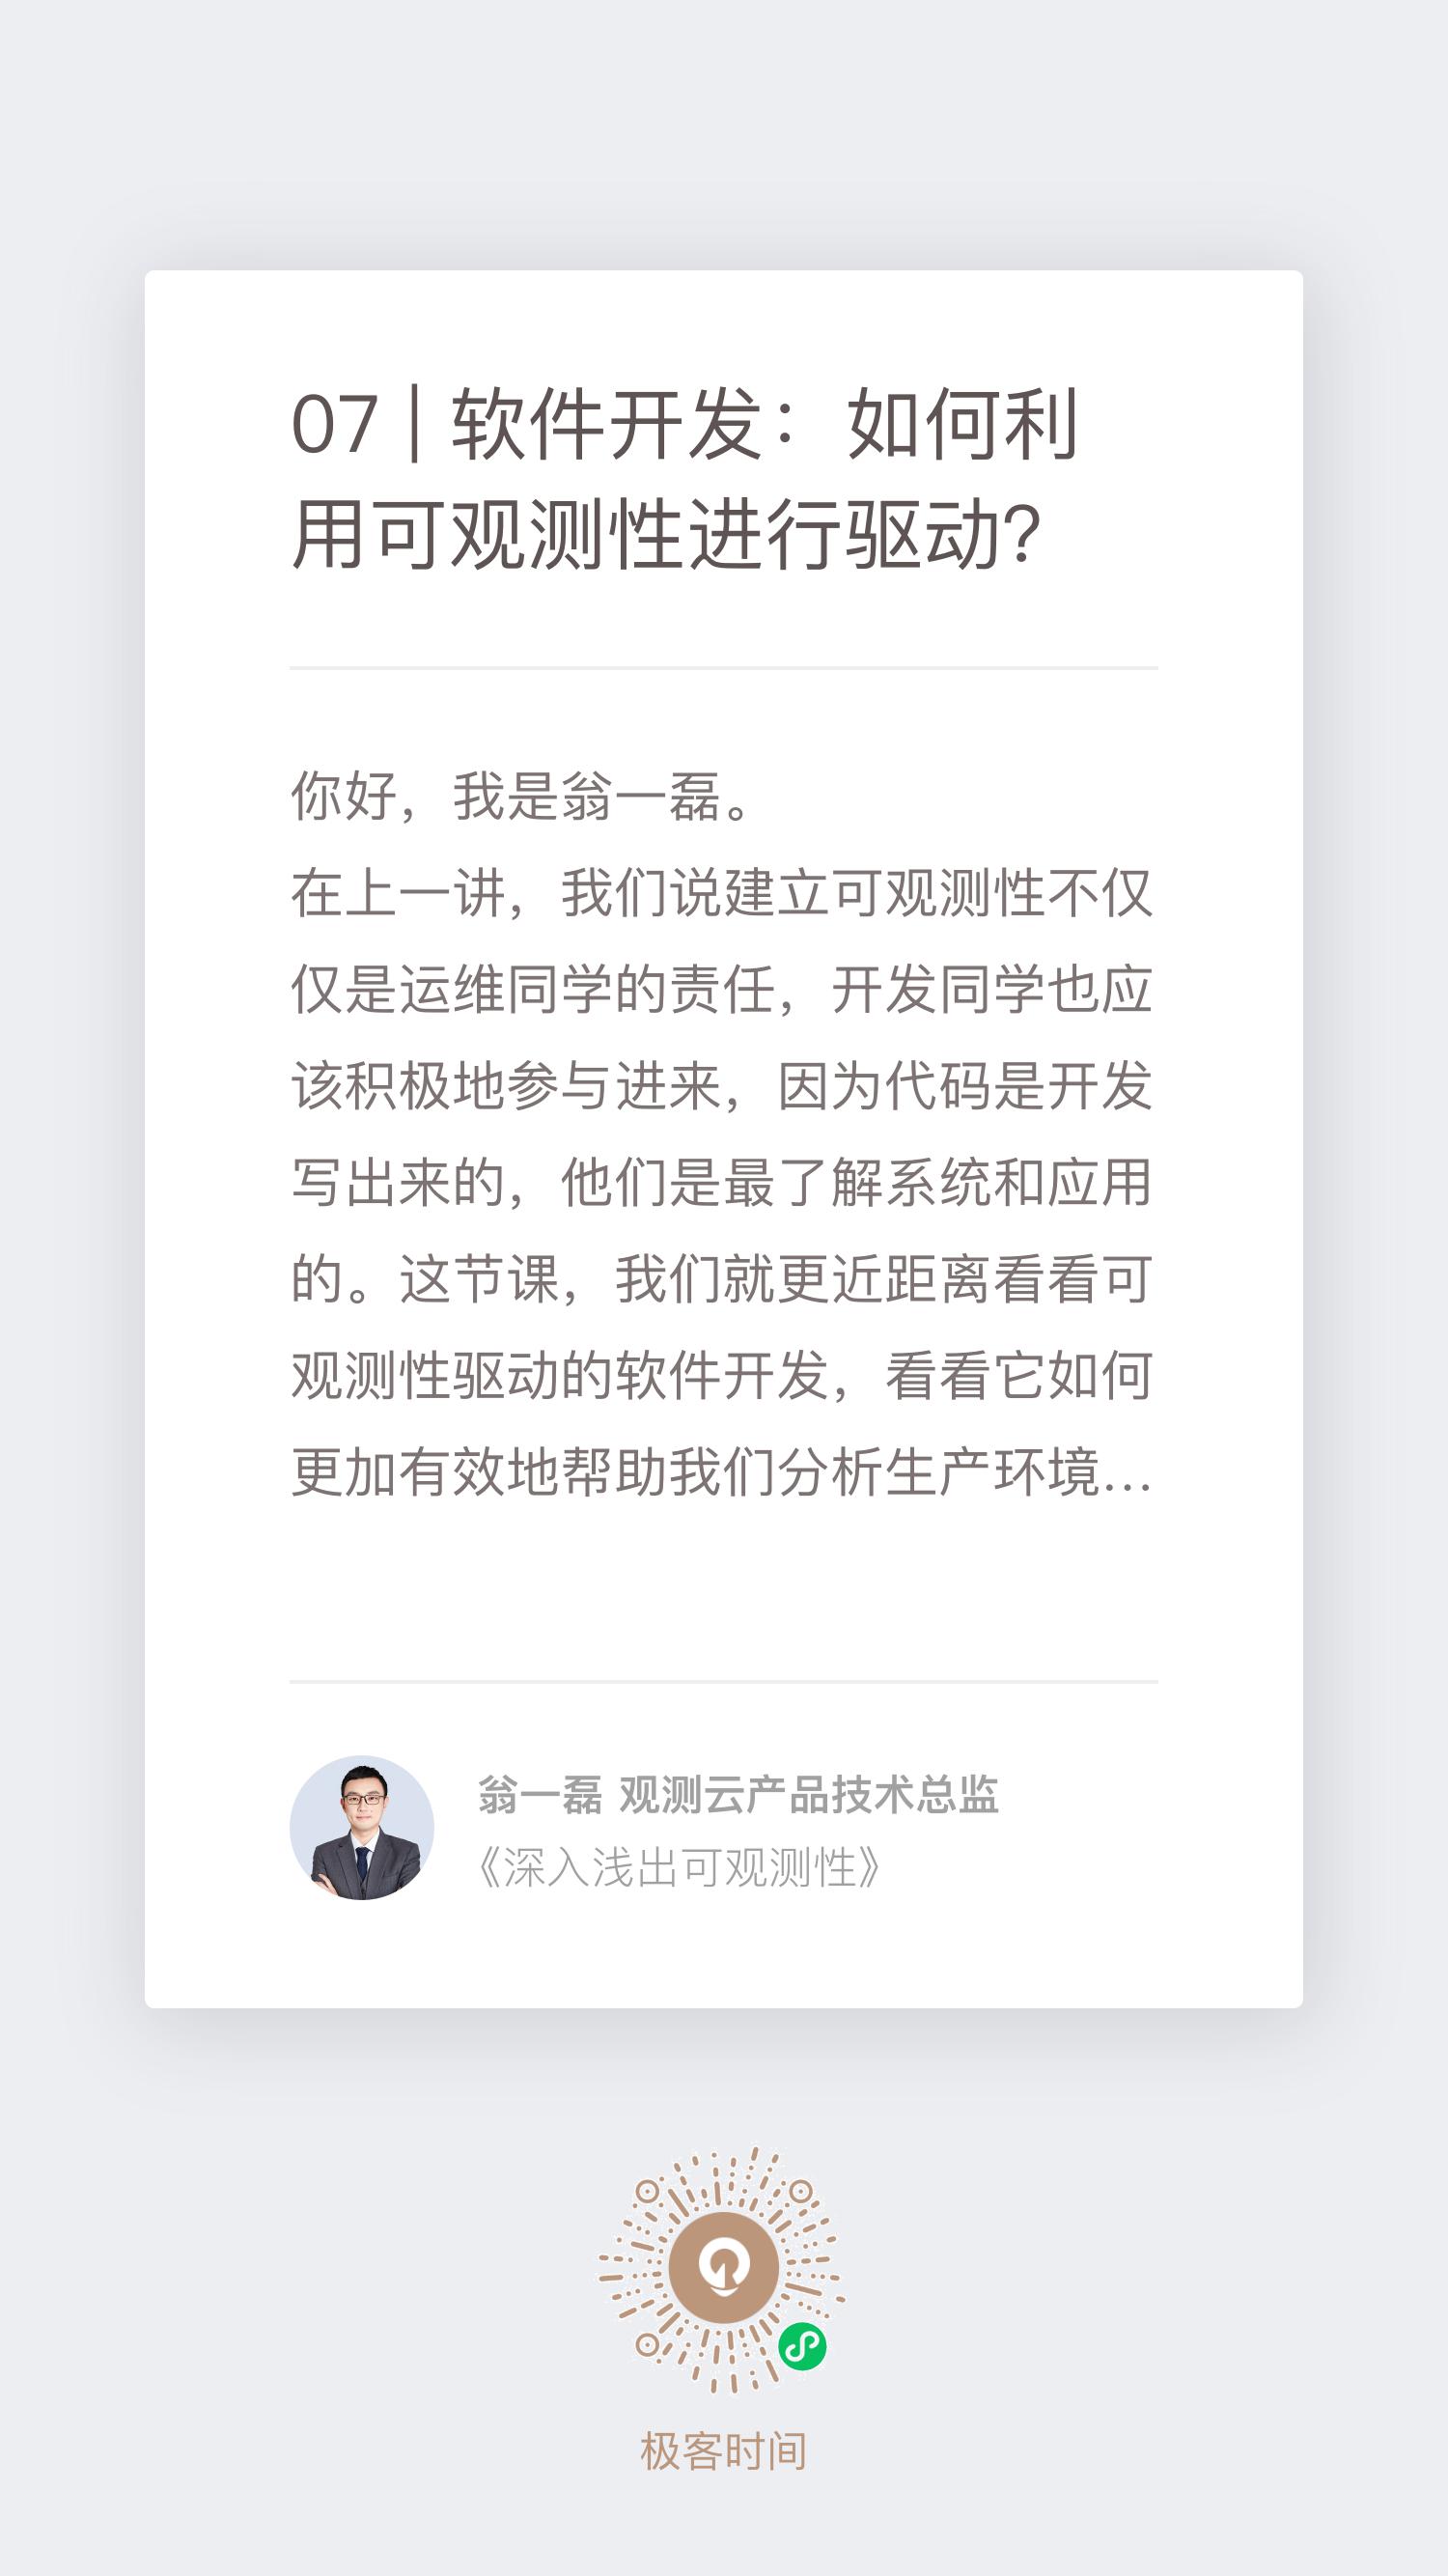 07 | 软件开发：如何利
用可观测性进行驱动？
你好，我是翁一磊。
在上一讲，我们说建立可观测性不仅
仅是运维同学的责任，开发同学也应
该积极地参与进来，因为代码是开发
写出来的，他们是最了解系统和应用
的。这节课，我们就更近距离看看可
观测性驱动的软件开发，看看它如何
更加有效地帮助我们分析生产环境...
翁一磊 观测云产品技术总监
《深入浅出可观测性》
极客时间